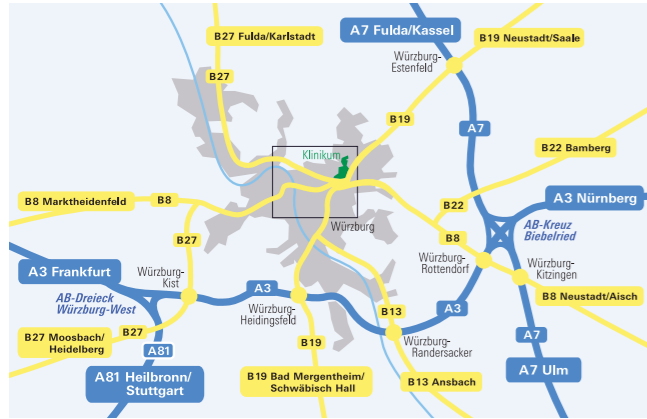 B27 Fulda/Karlstadt
A7 Fulda/Kassel
B19 Neustadt/Saale
Würzburg-
Estenfeld
B27
B19
A7
Klinikum
B22 Bamberg
B8 Marktheidenfeld
B8
B22
A3 Nürnberg
Würzburg
B27
B8
AB-Kreuz
Biebelried
A3 Frankfurt
Würzburg-
Kist
Würzburg-
Rottendorf
Würzburg-
Kitzingen
AB-Dreieck
Würzburg-West
A3
Würzburg-
Heidingsfeld
B13
A3
B8 Neustadt/Aisch
B27 Moosbach/
Heidelberg
B27
A81
B19
Würzburg-
Randersacker
A7
A81 Heilbronn/
Stuttgart
B19 Bad Mergentheim/
Schwäbisch Hall
B13 Ansbach
A7 Ulm